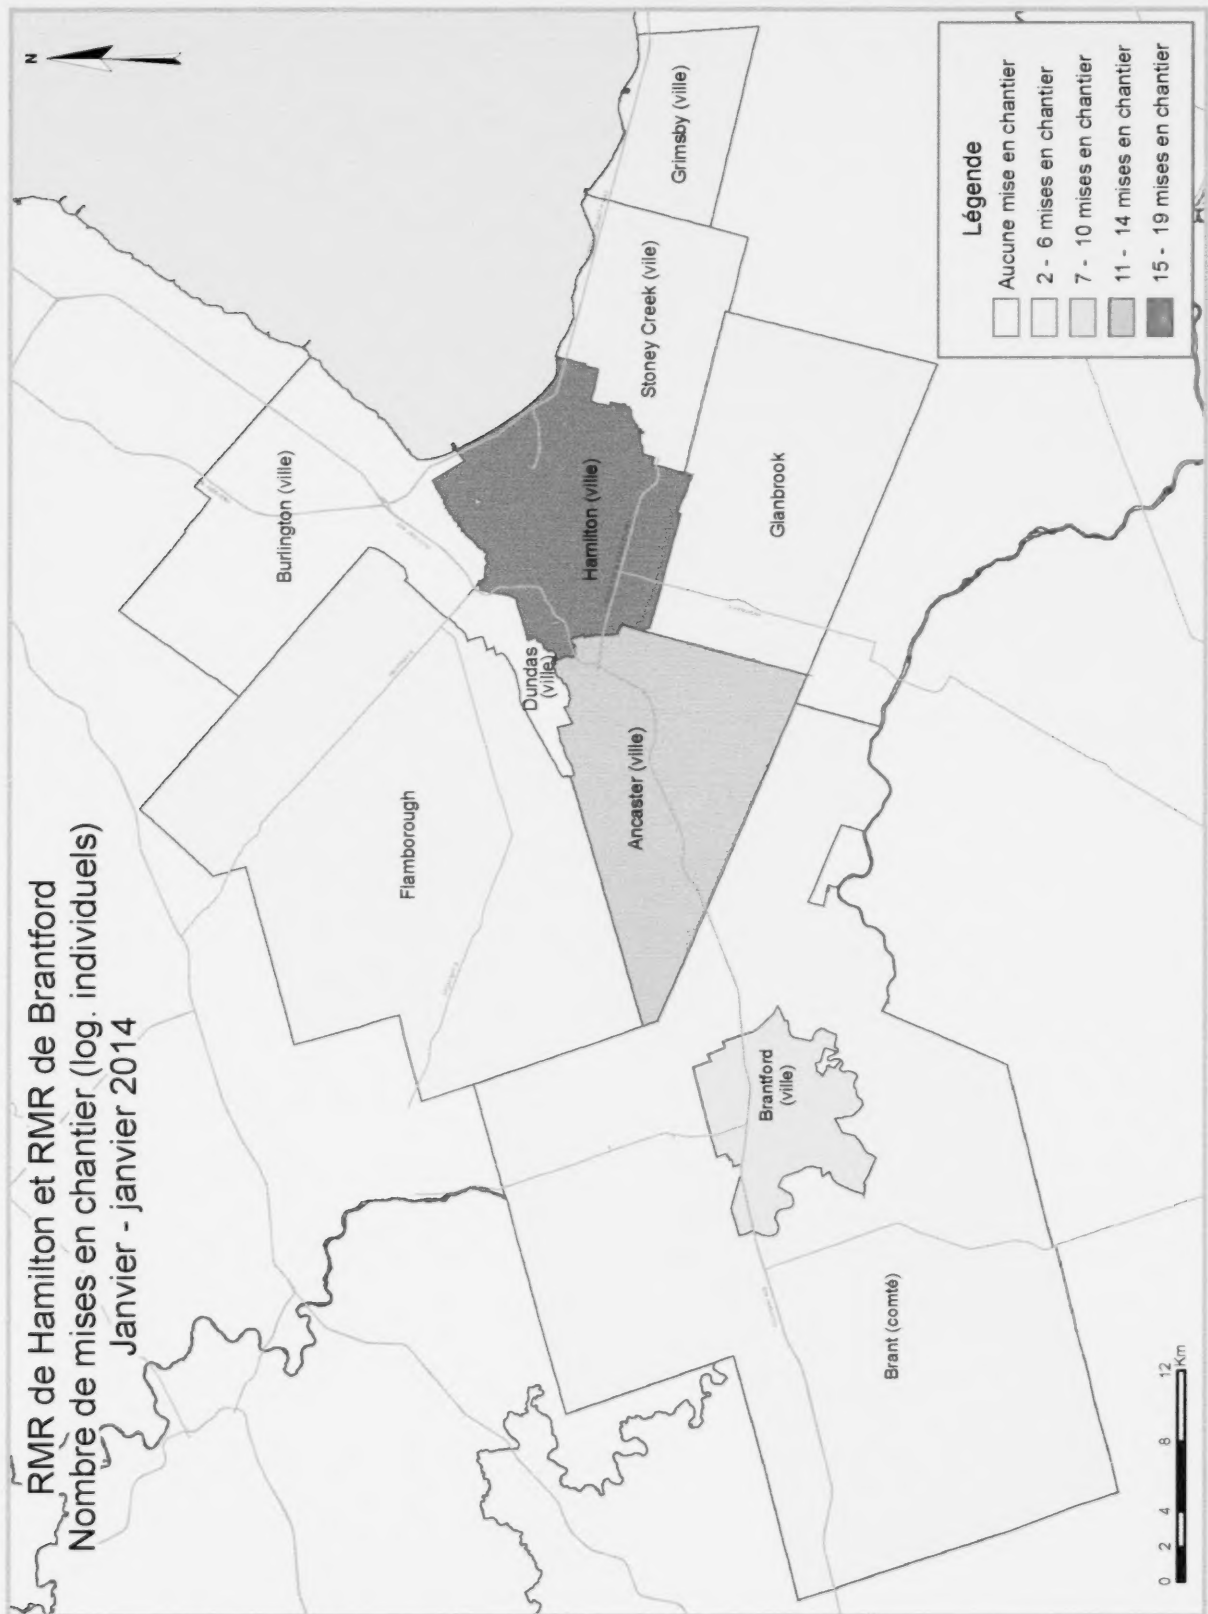 RMR de Hamilton et RMR de Brantford
Nombre de mises en chantier (log. individuels)
Janvier - janvier 2014
N
Burlington (ville)
Flamborough
Dundas
(ville)
Hamilton (ville)
Stoney Creek (vile)
Grimsby (ville)
Ancaster (ville)
Glanbrook
Brantford
(ville)
Brant (comté)
Légende
Aucune mise en chantier
2 - 6 mises en chantier
7 - 10 mises en chantier
11 - 14 mises en chantier
15 - 19 mises en chantier
0 2 4 8 12
Km